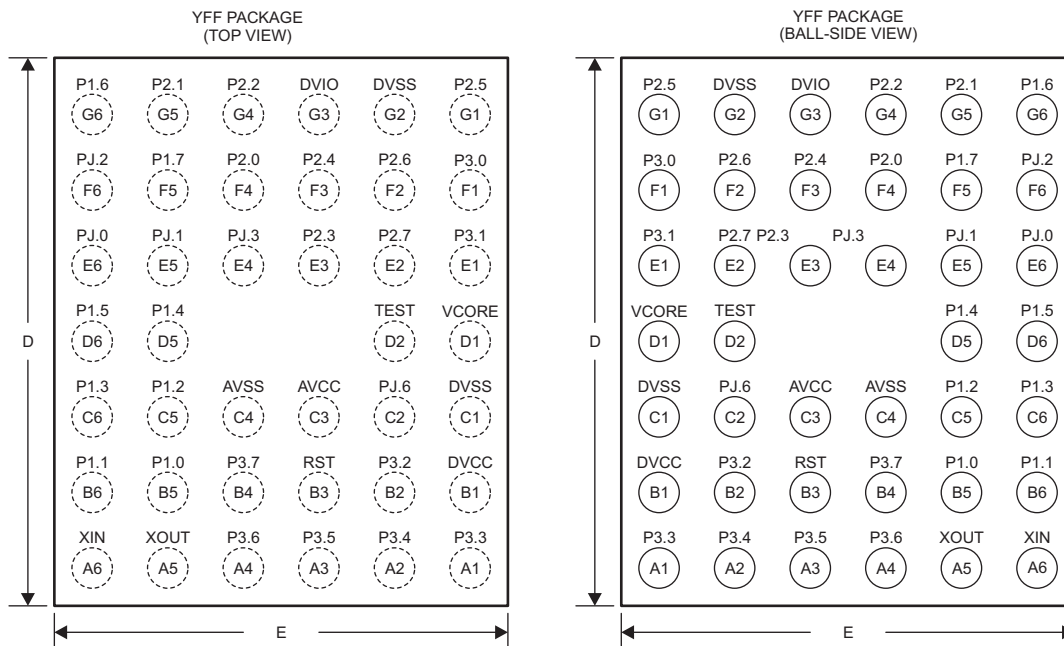 YFF PACKAGE
(TOP VIEW)
P1.6 P2.1 P2.2 DVIO DVSS P2.5
G6 G5 G4 G3 G2 G1
PJ.2 P1.7 P2.0 P2.4 P2.6 P3.0
F6 F5 F4 F3 F2 F1
PJ.0 PJ.1 PJ.3 P2.3 P2.7 P3.1
E6 E5 E4 E3 E2 E1
P1.5 P1.4 TEST VCORE
D D6 D5 D2 D1
P1.3 P1.2 AVSS AVCC PJ.6 DVSS
C6 C5 C4 C3 C2 C1
P1.1 P1.0 P3.7 RST P3.2 DVCC
B6 B5 B4 B3 B2 B1
XIN XOUT P3.6 P3.5 P3.4 P3.3
A6 A5 A4 A3 A2 A1
E
YFF PACKAGE
(BALL-SIDE VIEW)
P2.5 DVSS DVIO P2.2 P2.1 P1.6
G1 G2 G3 G4 G5 G6
P3.0 P2.6 P2.4 P2.0 P1.7 PJ.2
F1 F2 F3 F4 F5 F6
P3.1 P2.7 P2.3 PJ.3 PJ.1 PJ.0
E1 E2 E3 E4 E5 E6
VCORE TEST P1.4 P1.5
D D1 D2 D5 D6
DVSS PJ.6 AVCC AVSS P1.2 P1.3
C1 C2 C3 C4 C5 C6
DVCC P3.2 RST P3.7 P1.0 P1.1
B1 B2 B3 B4 B5 B6
P3.3 P3.4 P3.5 P3.6 XOUT XIN
A1 A2 A3 A4 A5 A6
E